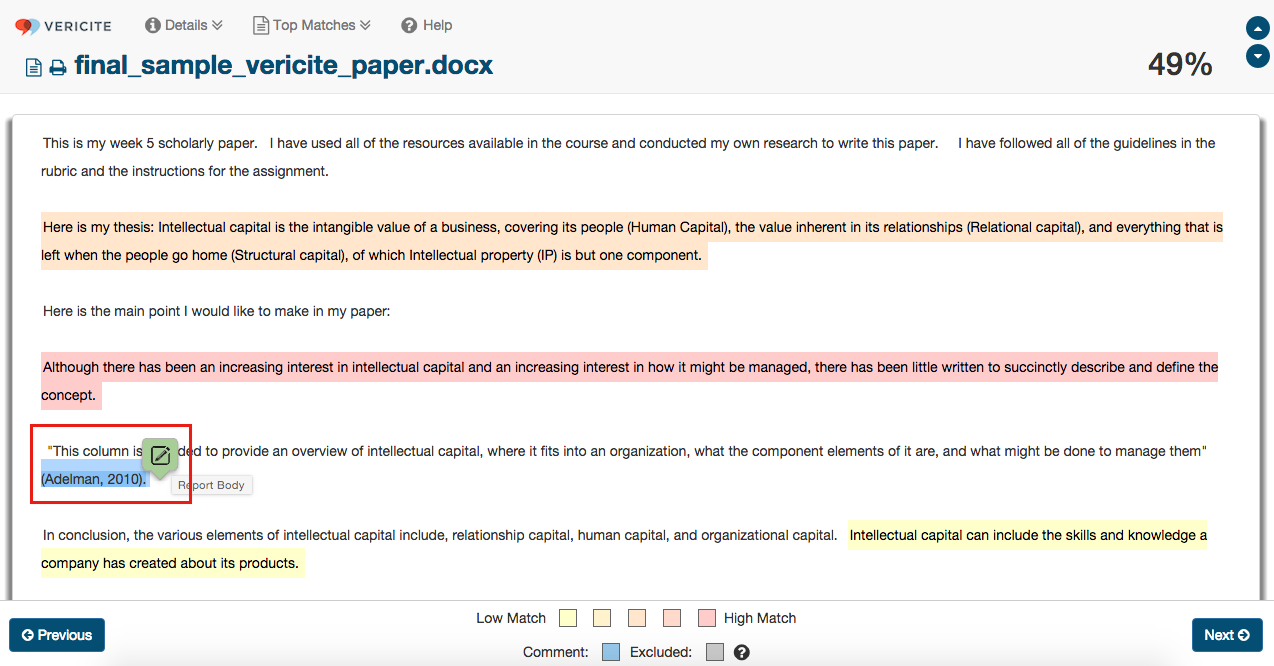 VERICITE Details Top Matches Help
final_sample_vericite_paper.docx 49%
This is my week 5 scholarly paper. I have used all of the resources available in the course and conducted my own research to write this paper. I have followed all of the guidelines in the
rubric and the instructions for the assignment.
Here is my thesis: Intellectual capital is the intangible value of a business, covering its people (Human Capital), the value inherent in its relationships (Relational capital), and everything that is
left when the people go home (Structural capital), of which Intellectual property (IP) is but one component.
Here is the main point I would like to make in my paper:
Although there has been an increasing interest in intellectual capital and an increasing interest in how it might be managed, there has been little written to succinctly describe and define the
concept.
"This column is ded to provide an overview of intellectual capital, where it fits into an organization, what the component elements of it are, and what might be done to manage them"
(Adelman, 2010).
Report Body
In conclusion, the various elements of intellectual capital include, relationship capital, human capital, and organizational capital. Intellectual capital can include the skills and knowledge a
company has created about its products.
Low Match High Match
Previous Next
Comment: Excluded: ?